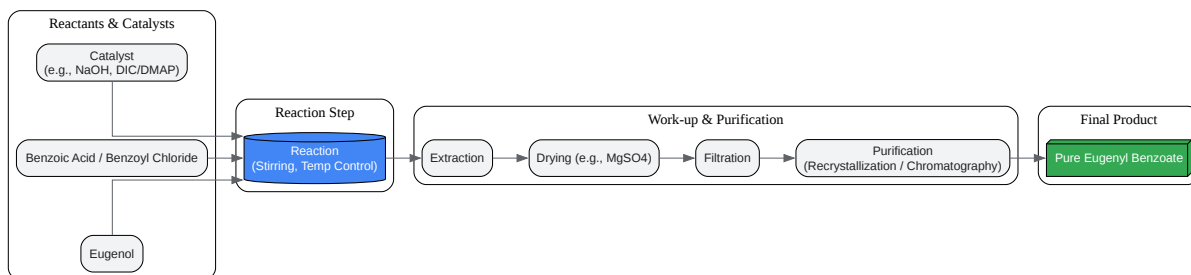 Reactants & Catalysts
Catalyst
(e.g., NaOH, DIC/DMAP)
Benzoic Acid / Benzoyl Chloride
Eugenol
Reaction Step
Reaction
(Stirring, Temp Control)
Work-up & Purification
Extraction
Drying (e.g., MgSO4)
Filtration
Purification
(Recrystallization / Chromatography)
Final Product
Pure Eugenyl Benzoate